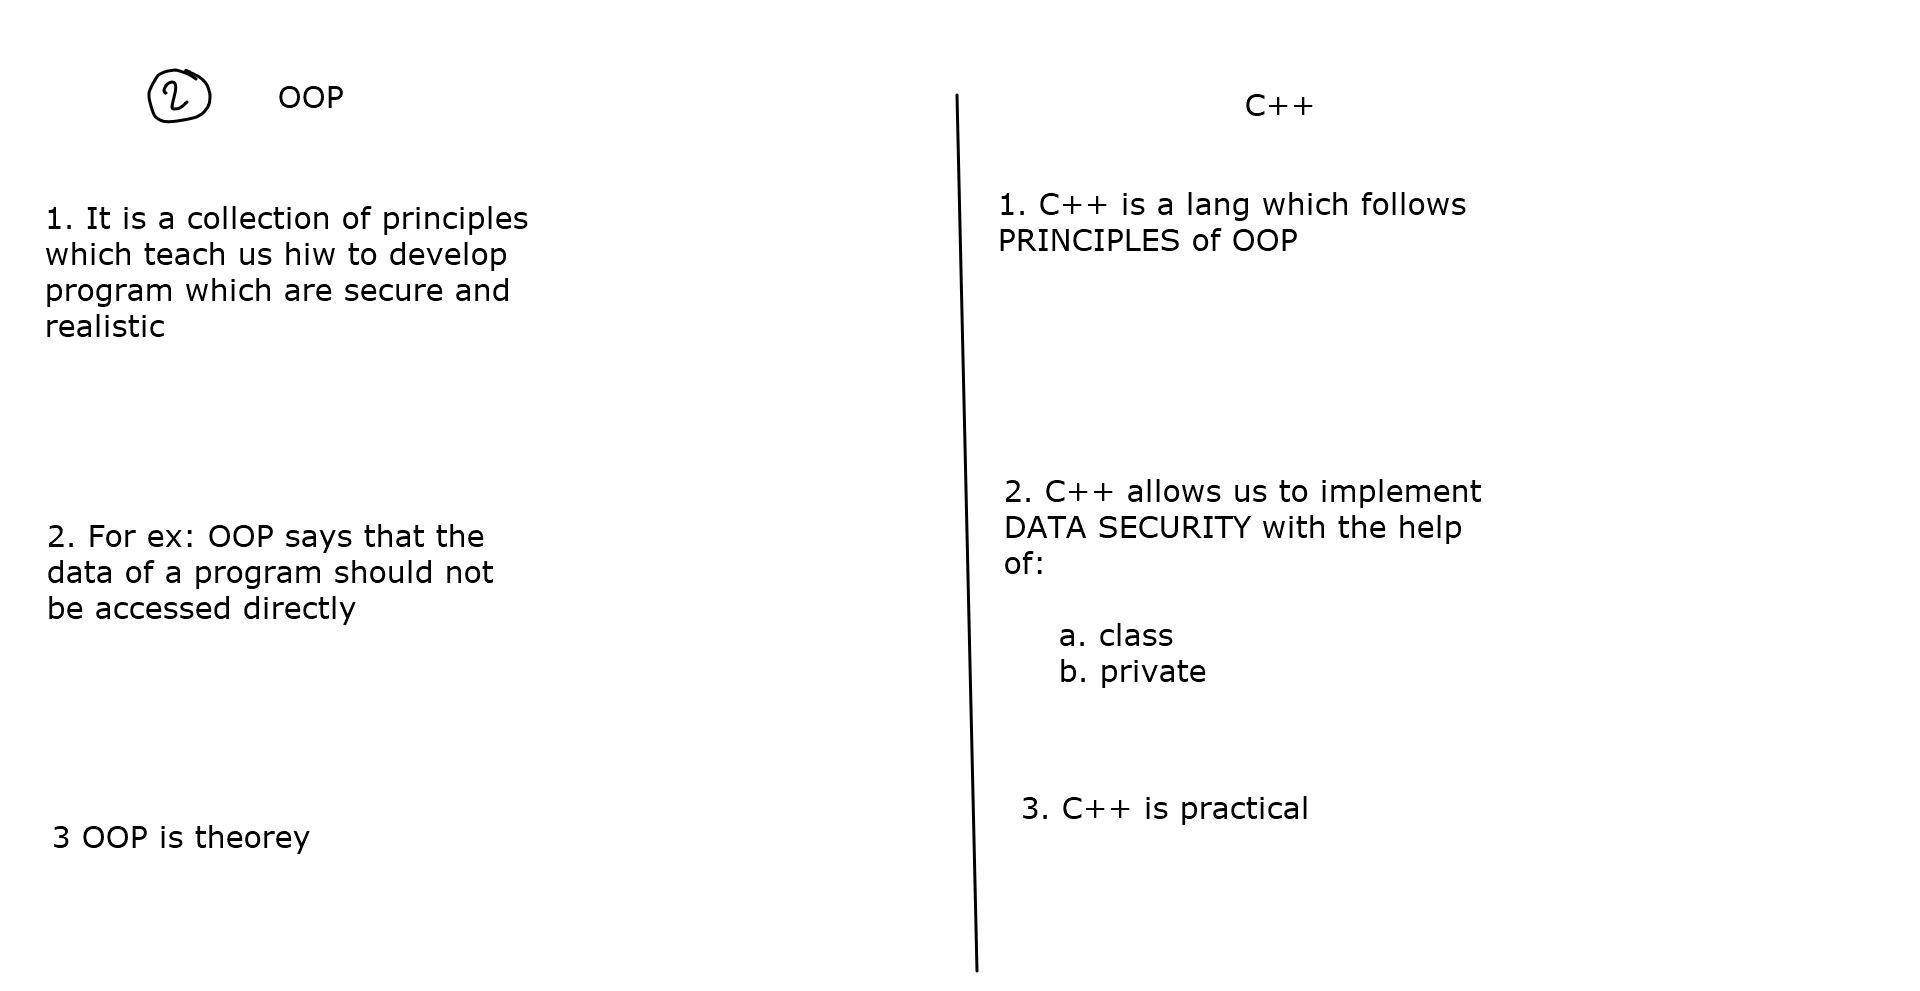 2 OOP
1. It is a collection of principles
which teach us hiw to develop
program which are secure and
realistic
2. For ex: OOP says that the
data of a program should not
be accessed directly
3 OOP is theorey
C++
1. C++ is a lang which follows
PRINCIPLES of OOP
2. C++ allows us to implement
DATA SECURITY with the help
of:
a. class
b. private
3. C++ is practical